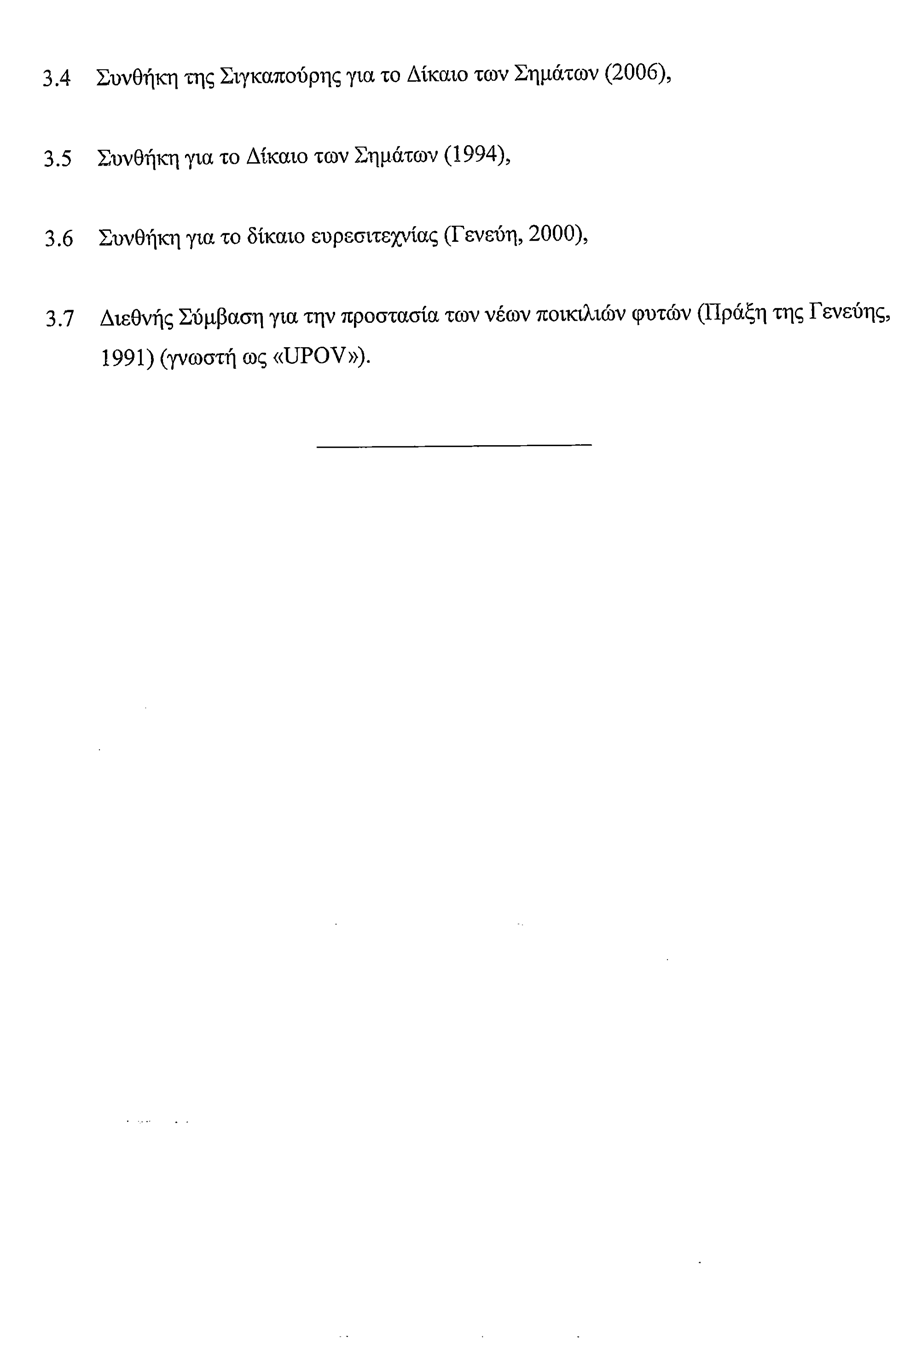 3.4 Συνθήκη της Σιγκαπούρης για το Δίκαιο των Σημάτων (2006),
3.5 Συνθήκη για το Δίκαιο των Σημάτων (1994),
3.6 Συνθήκη για το δίκαιο ευρεσιτεχνίας (Γενεύη, 2000),
3.7 Διεθνής Σύμβαση για την προστασία των νέων ποικιλιών φυτών (Πράξη της Γενεύης,
1991) (γνωστή ως «UPOV»).